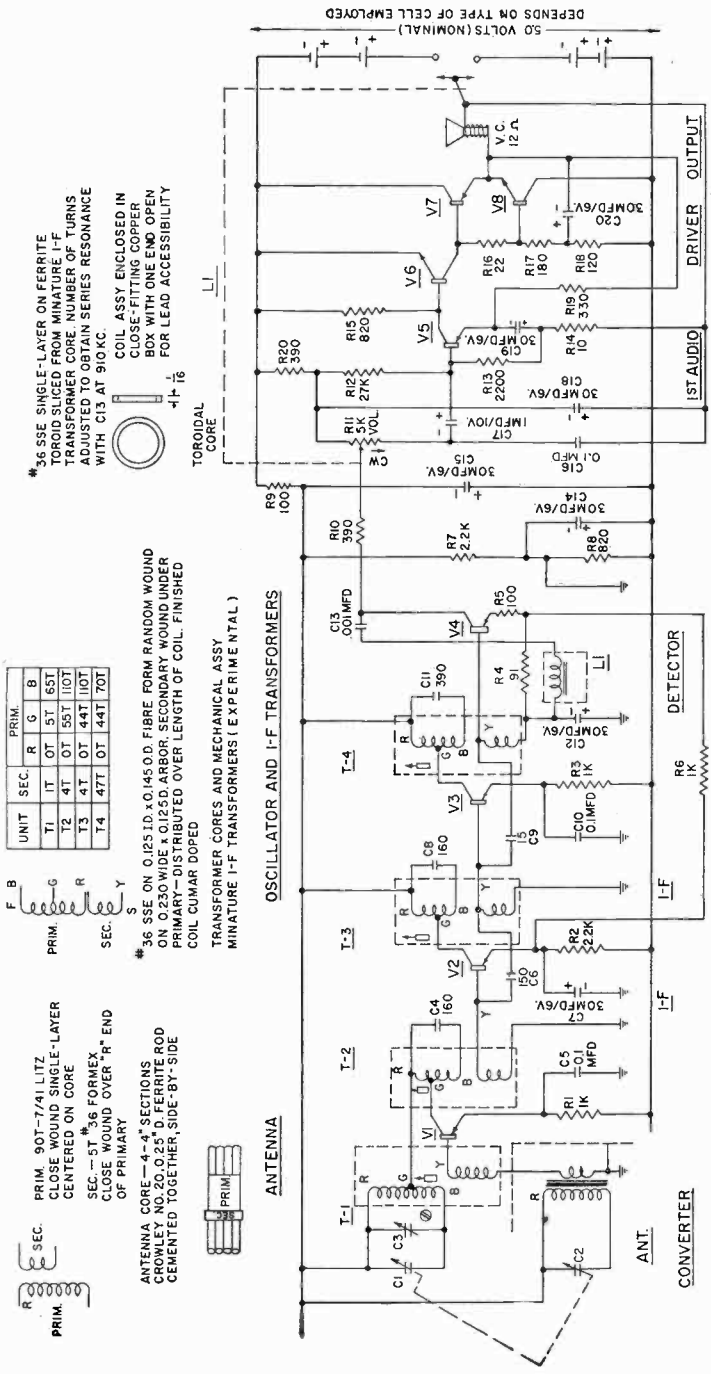 SEC.
R
PRIM.
PRIM. 90T-7/41 LITZ
CLOSE WOUND SINGLE-LAYER
CENTERED ON CORE
SEC.-5T #36 FORMEX
CLOSE WOUND OVER "R" END
OF PRIMARY
ANTENNA CORE-4-4" SECTIONS
CROWLEY NO. 20, 0.25" D. FERRITE ROD
CEMENTED TOGETHER, SIDE-BY-SIDE
SEC
PRIM.
ANTENNA
F B
PRIM.
G
R
SEC.
Y
S
UNIT SEC. PRIM.
R G B
T1 1T 0T 5T 65T
T2 4T 0T 55T 110T
T3 4T 0T 44T 110T
T4 47T 0T 44T 70T
#36 SSE ON 0.125 I.D. x 0.145 O.D. FIBRE FORM RANDOM WOUND
ON 0.230 WIDE x 0.125 D. ARBOR, SECONDARY WOUND UNDER
PRIMARY-DISTRIBUTED OVER LENGTH OF COIL. FINISHED
COIL CUMAR DOPED
TRANSFORMER CORES AND MECHANICAL ASSY
MINATURE I-F TRANSFORMERS (EXPERIMENTAL)
OSCILLATOR AND I-F TRANSFORMERS
#36 SSE SINGLE-LAYER ON FERRITE
TOROID SLICED FROM MINATURE I-F
TRANSFORMER CORE. NUMBER OF TURNS
ADJUSTED TO OBTAIN SERIES RESONANCE
WITH C13 AT 910 KC.
COIL ASSY ENCLOSED IN
CLOSE-FITTING COPPER
BOX WITH ONE END OPEN
FOR LEAD ACCESSIBILITY
1/16
TOROIDAL
CORE
L1
T-1
C1
C3
R
G
B
Y
V1
R
C2
ANT.
CONVERTER
R1
1K
C5
0.1
MFD
T-2
R
G
B
C4
160
Y
V2
150
C6
C7
30MFD/6V.
R2
2.2K
I-F
T-3
R
G
B
Y
C8
160
V3
15
C9
C10
0.1MFD
R3
1K
I-F
T-4
R
G
B
C11
390
Y
V4
C13
.001MFD
R4
91
R5
100
L1
C12
30MFD/6V.
DETECTOR
R6
1K
R7
2.2K
R8
820
C14
30MFD/6V.
R9
100
R10
390
C15
30MFD/6V.
R11
5K
VOL.
CW
C16
0.1 MFD
C17
1MFD/10V.
R20
390
R12
27K
R13
2200
C18
30 MFD/6V.
C19
30 MFD/6V.
R14
10
1ST AUDIO
R15
820
V5
V6
R19
330
DRIVER
R16
22
R17
180
R18
120
V7
V8
C20
30MFD/6V.
OUTPUT
V.C.
12 Ω
5.0 VOLTS (NOMINAL)
DEPENDS ON TYPE OF CELL EMPLOYED